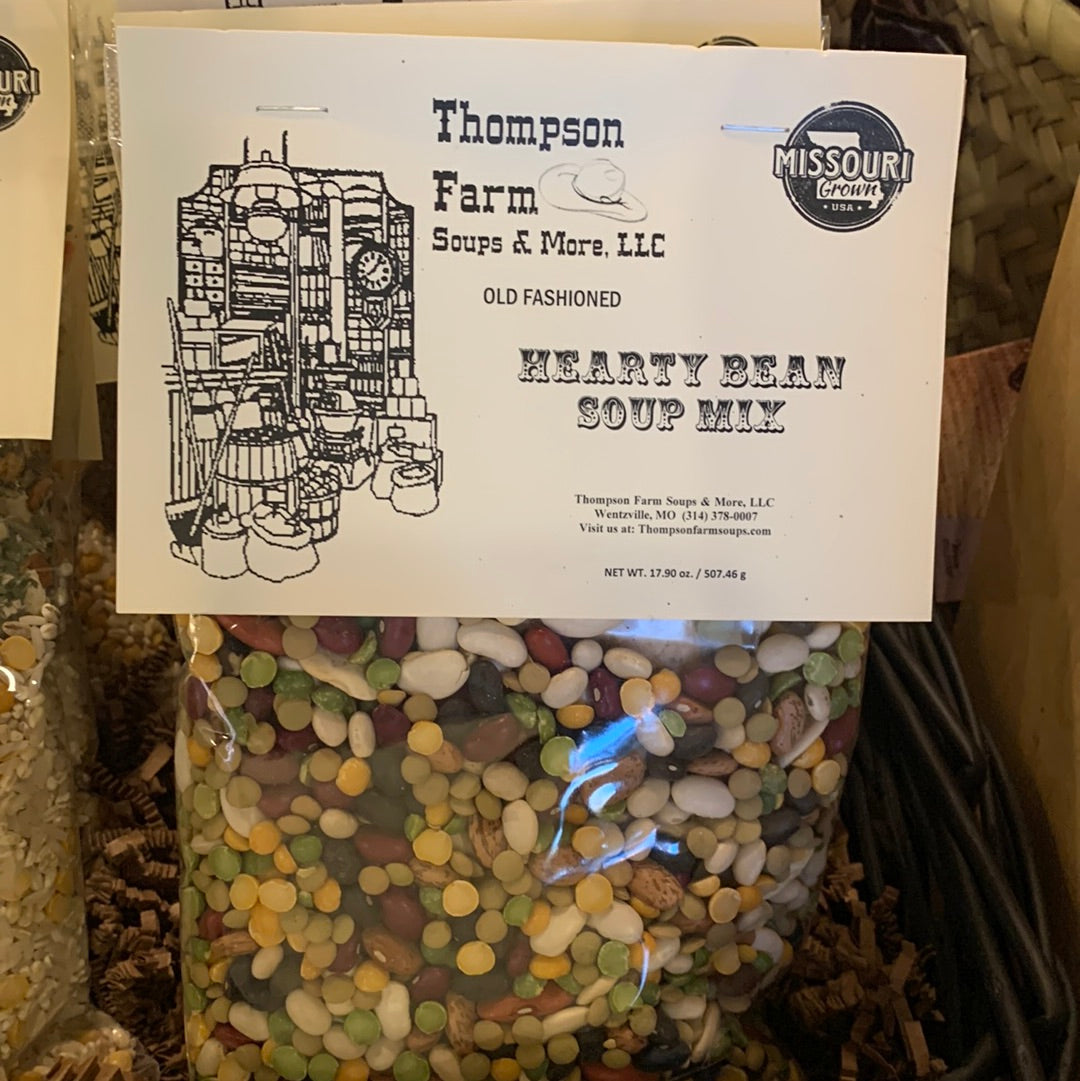 Thompson
Farm
Soups & More, LLC
MISSOURI
Grown
• USA •
OLD FASHIONED
HEARTY BEAN
SOUP MIX
Thompson Farm Soups & More, LLC
Wentzville, MO (314) 378-0007
Visit us at: Thompsonfarmsoups.com
NET WT. 17.90 oz. / 507.46 g
URI